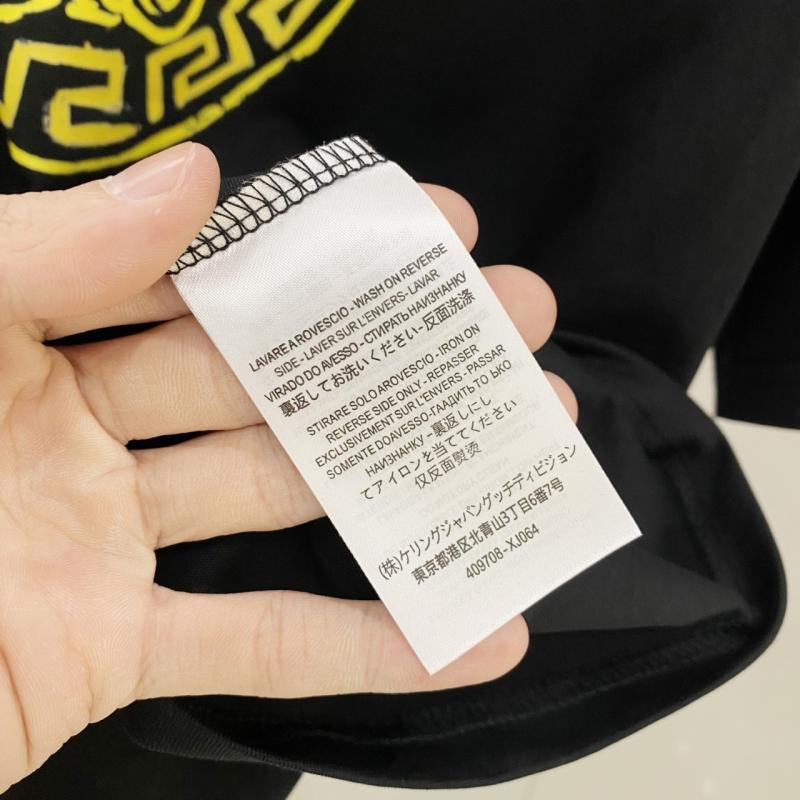 LAVARE A ROVESCIO - WASH ON REVERSE
SIDE - LAVER SUR L'ENVERS - LAVAR
VIRADO DO AVESSO - СТИРАТЬ НАИЗНАНКУ
裏返してお洗いください - 反面洗涤
STIRARE SOLO A ROVESCIO - IRON ON
REVERSE SIDE ONLY - REPASSER
EXCLUSIVEMENT SUR L'ENVERS - PASSAR
SOMENTE DO AVESSO - ГААДИТЬ ТО ЬКО
НАИЗНАНКУ - 裏返しにし
てアイロンを当ててください
仅反面熨烫
(株)ケリングジャパングッチディビジョン
東京都港区北青山3丁目6番7号
409708-XJ064